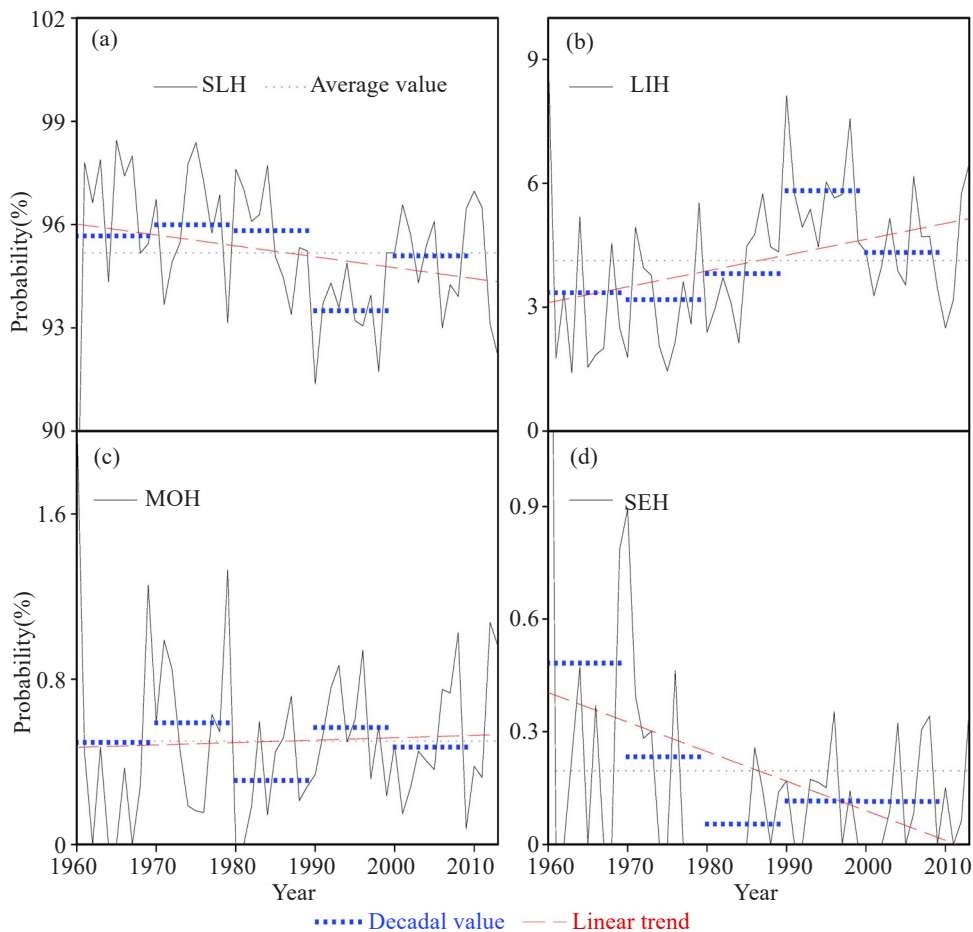 102
(a)
SLH
Average value
99
96
93
90
Probability(%)
(b)
LIH
9
6
3
0
(c)
MOH
1.6
0.8
0
Probability(%)
1960 1970 1980 1990 2000 2010
Year
(d)
SEH
0.9
0.6
0.3
0
1960 1970 1980 1990 2000 2010
Year
Decadal value
Linear trend